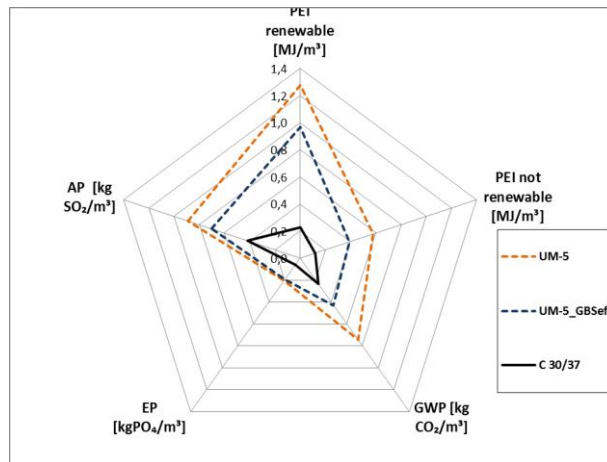 PEI
renewable
[MJ/m³]
1,4
1,2
1,0
0,8
0,6
0,4
0,2
0,0
AP [kg
SO₂/m³]
PEI not
renewable
[MJ/m³]
UM-5
UM-5_GBSef
C 30/37
EP
[kgPO₄/m³]
GWP [kg
CO₂/m³]